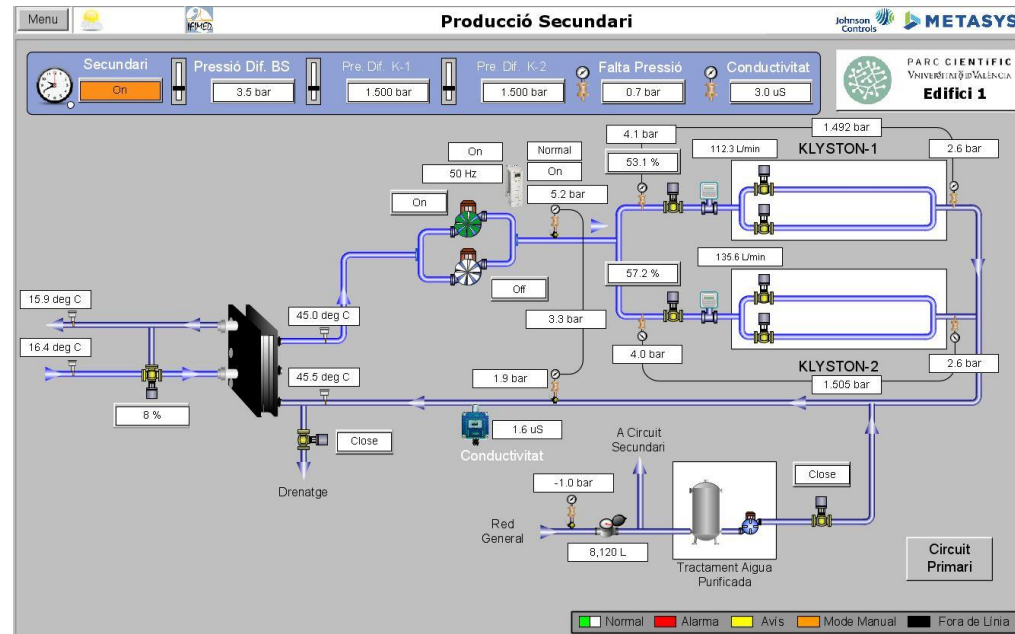 Menu
IFIMED
Producció Secundari
Johnson Controls
METASYS
Secundari
On
Pressió Dif. BS
3.5 bar
Pre. Dif. K-1
1.500 bar
Pre. Dif. K-2
1.500 bar
Falta Pressió
0.7 bar
Conductivitat
3.0 uS
PARC CIENTÍFIC
VNIVERSITATӦDVALÈNCIA
Edifici 1
4.1 bar
1.492 bar
On
Normal
53.1 %
112.3 L/min
KLYSTON-1
2.6 bar
50 Hz
On
5.2 bar
On
135.6 L/min
57.2 %
Off
15.9 deg C
45.0 deg C
3.3 bar
16.4 deg C
4.0 bar
KLYSTON-2
2.6 bar
45.5 deg C
1.9 bar
1.505 bar
8 %
Close
1.6 uS
Conductivitat
A Circuit
Secundari
Drenatge
-1.0 bar
Close
Red
General
8,120 L
Tractament Aigua
Purificada
Circuit
Primari
Normal
Alarma
Avís
Mode Manual
Fora de Línia